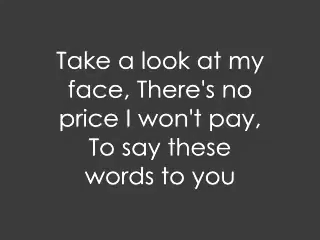 Take a look at my
face, There's no
price I won't pay,
To say these
words to you